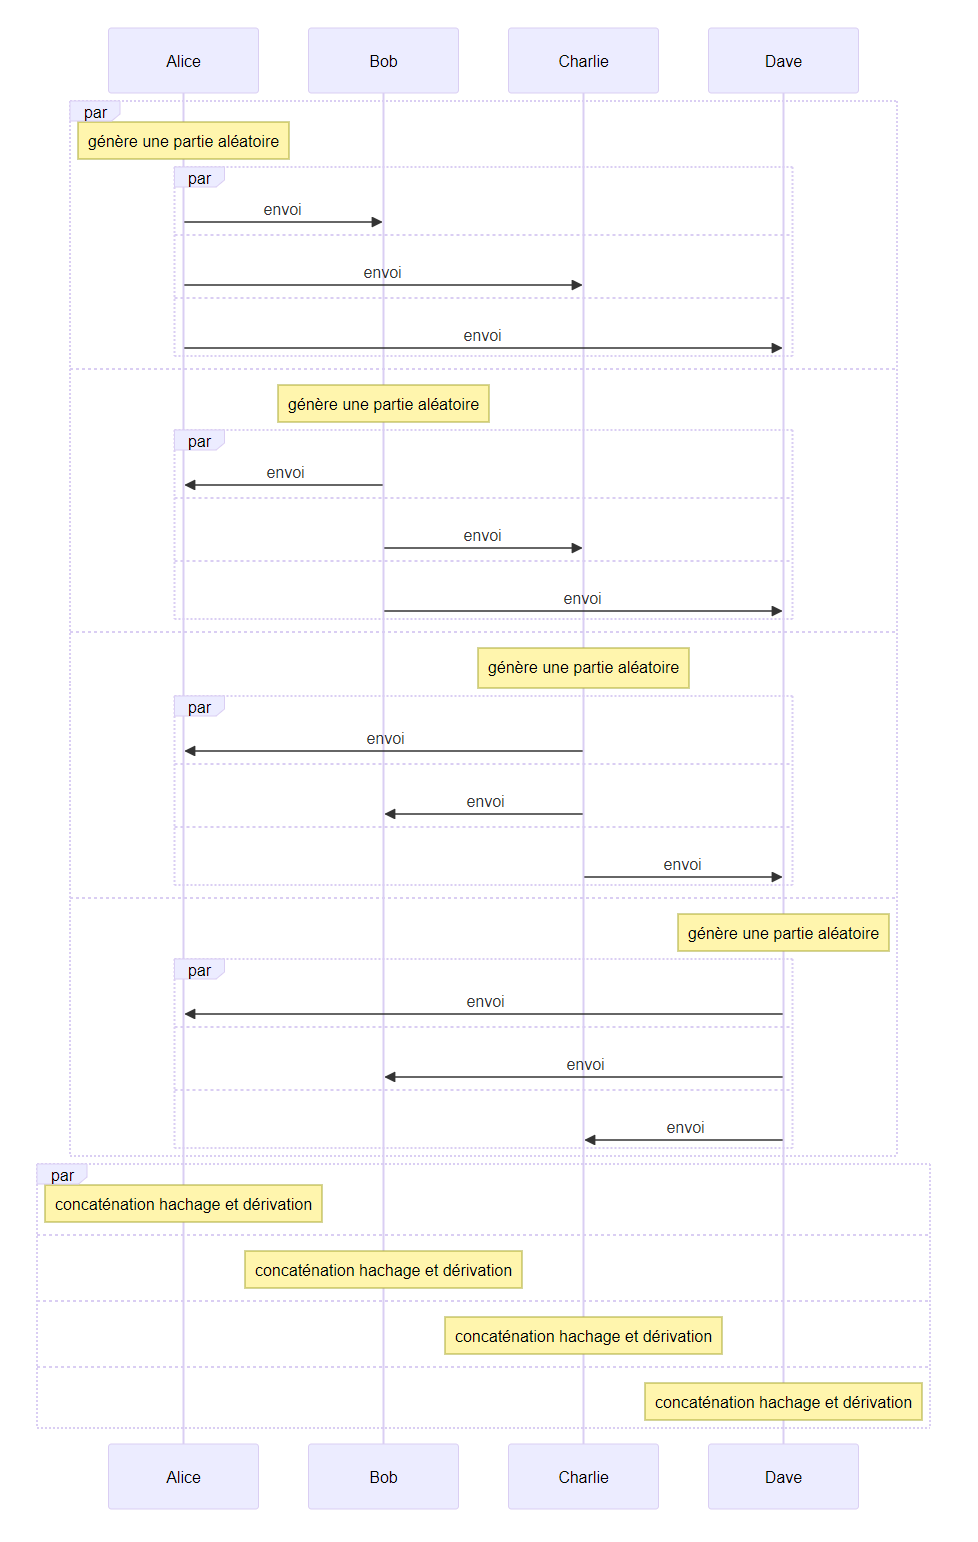 Alice
Bob
Charlie
Dave
par
génère une partie aléatoire
par
envoi
envoi
envoi
génère une partie aléatoire
par
envoi
envoi
envoi
génère une partie aléatoire
par
envoi
envoi
envoi
génère une partie aléatoire
par
envoi
envoi
envoi
par
concaténation hachage et dérivation
concaténation hachage et dérivation
concaténation hachage et dérivation
concaténation hachage et dérivation
Alice
Bob
Charlie
Dave